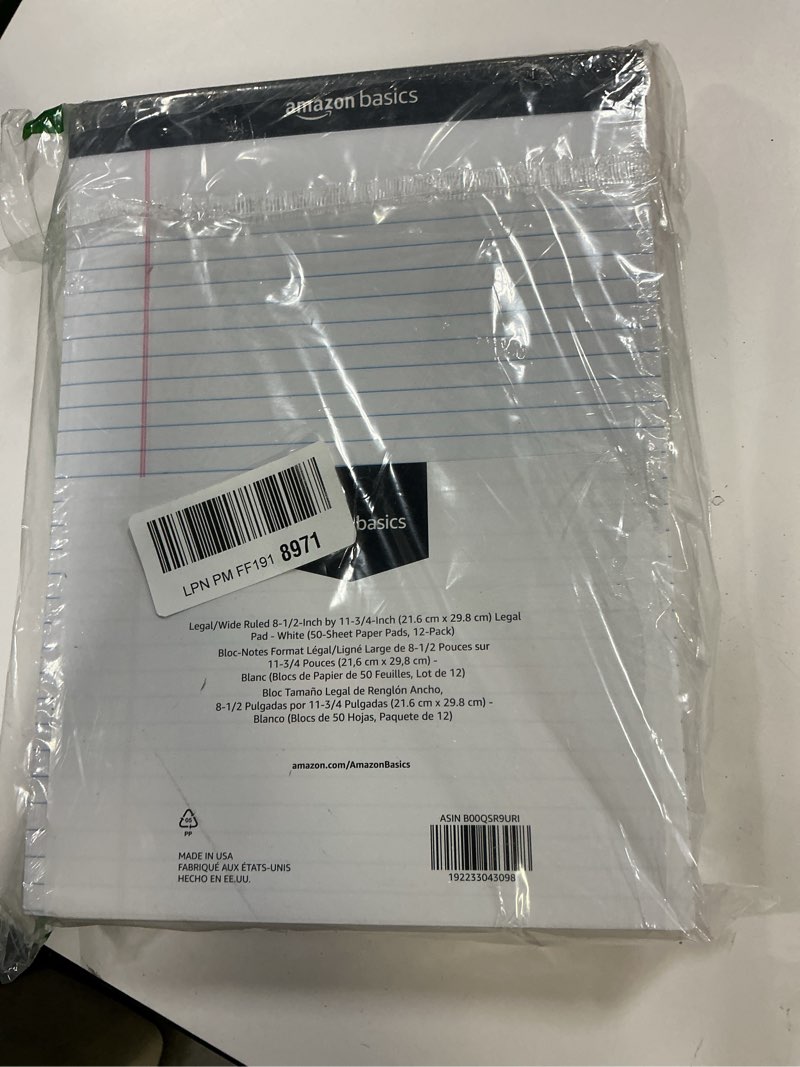 amazon basics
basics
LPN PM FF191 8971
Legal/Wide Ruled 8-1/2-Inch by 11-3/4-Inch (21.6 cm x 29.8 cm) Legal
Pad - White (50-Sheet Paper Pads, 12-Pack)
Bloc-Notes Format Légal/Ligné Large de 8-1/2 Pouces sur
11-3/4 Pouces (21,6 cm x 29,8 cm) -
Blanc (Blocs de Papier de 50 Feuilles, Lot de 12)
Bloc Tamaño Legal de Renglón Ancho,
8-1/2 Pulgadas por 11-3/4 Pulgadas (21.6 cm x 29.8 cm) -
Blanco (Blocs de 50 Hojas, Paquete de 12)
amazon.com/AmazonBasics
05
PP
ASIN B00QSR9URI
192233043098
MADE IN USA
FABRIQUÉ AUX ÉTATS-UNIS
HECHO EN EE.UU.